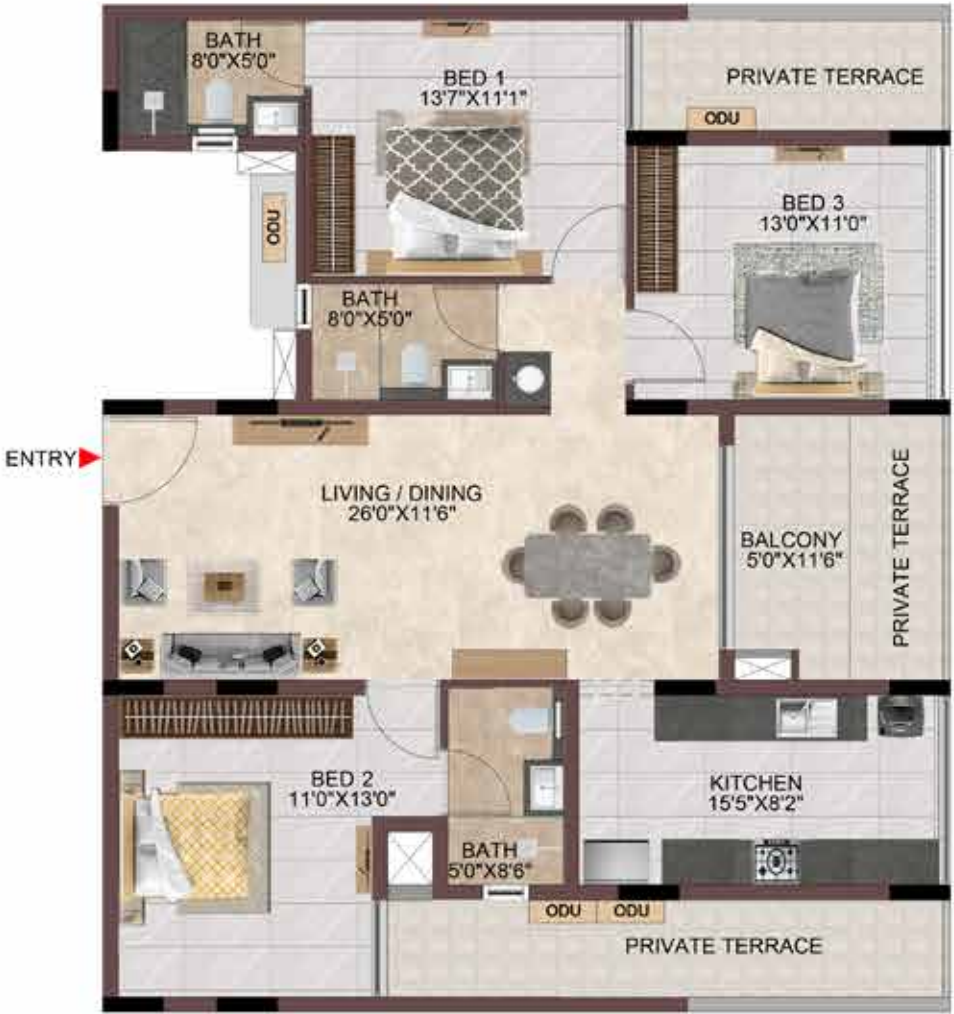 BATH
8'0"X5'0"
BED 1
13'7"X11'1"
PRIVATE TERRACE
ODU
BED 3
13'0"X11'0"
ODU
BATH
8'0"X5'0"
ENTRY
LIVING / DINING
26'0"X11'6"
BALCONY
5'0"X11'6"
PRIVATE TERRACE
BED 2
11'0"X13'0"
KITCHEN
15'5"X8'2"
BATH
5'0"X8'6"
ODU
ODU
PRIVATE TERRACE